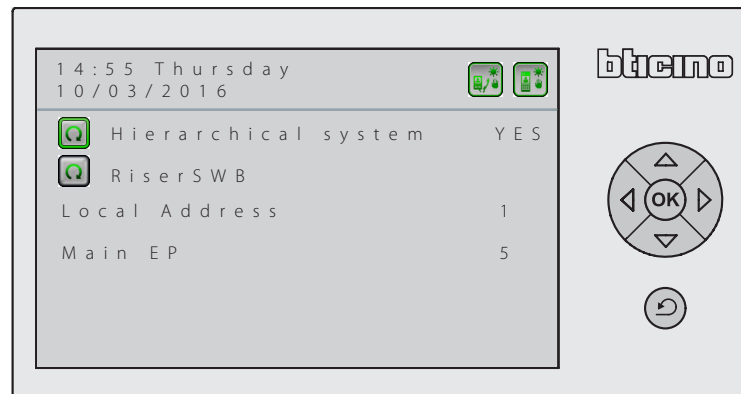 14:55 Thursday
10/03/2016
bticino
Hierarchical system YES
RiserSWB
Local Address 1
Main EP 5
OK